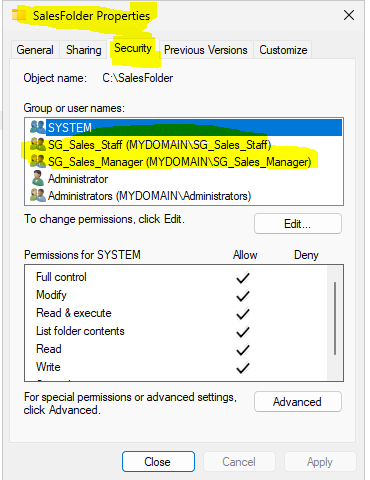 SalesFolder Properties
General Sharing Security Previous Versions Customize
Object name: C:\SalesFolder
Group or user names:
SYSTEM
SG_Sales_Staff (MYDOMAIN\SG_Sales_Staff)
SG_Sales_Manager (MYDOMAIN\SG_Sales_Manager)
Administrator
Administrators (MYDOMAIN\Administrators)
To change permissions, click Edit.
Edit...
Permissions for SYSTEM Allow Deny
Full control
Modify
Read & execute
List folder contents
Read
Write
For special permissions or advanced settings,
click Advanced.
Advanced
Close Cancel Apply